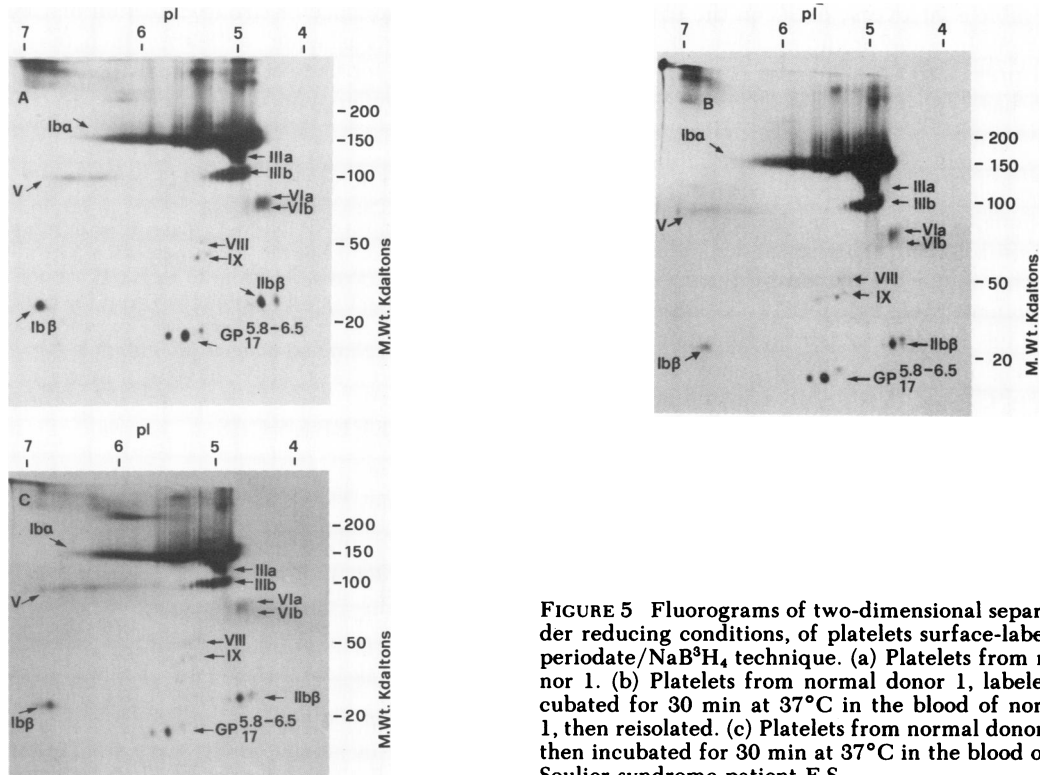 pI
7 6 5 4
A
Ibα
V
Ibβ
IIIa
IIIb
VIa
VIb
VIII
IX
IIbβ
GP 5.8-6.5 17
-200
-150
-100
-50
-20
M.Wt. Kdaltons
pI
7 6 5 4
B
Ibα
V
Ibβ
IIIa
IIIb
VIa
VIb
VIII
IX
IIbβ
GP 5.8-6.5 17
- 200
- 150
- 100
- 50
- 20
M.Wt. Kdaltons
pI
7 6 5 4
C
Ibα
V
Ibβ
IIIa
IIIb
VIa
VIb
VIII
IX
IIbβ
GP 5.8-6.5 17
-200
-150
-100
-50
-20
M.Wt. Kdaltons
FIGURE 5 Fluorograms of two-dimensional separ
der reducing conditions, of platelets surface-labe
periodate/NaB³H₄ technique. (a) Platelets from
nor 1. (b) Platelets from normal donor 1, labele
cubated for 30 min at 37°C in the blood of nor
1, then reisolated. (c) Platelets from normal donor
then incubated for 30 min at 37°C in the blood o